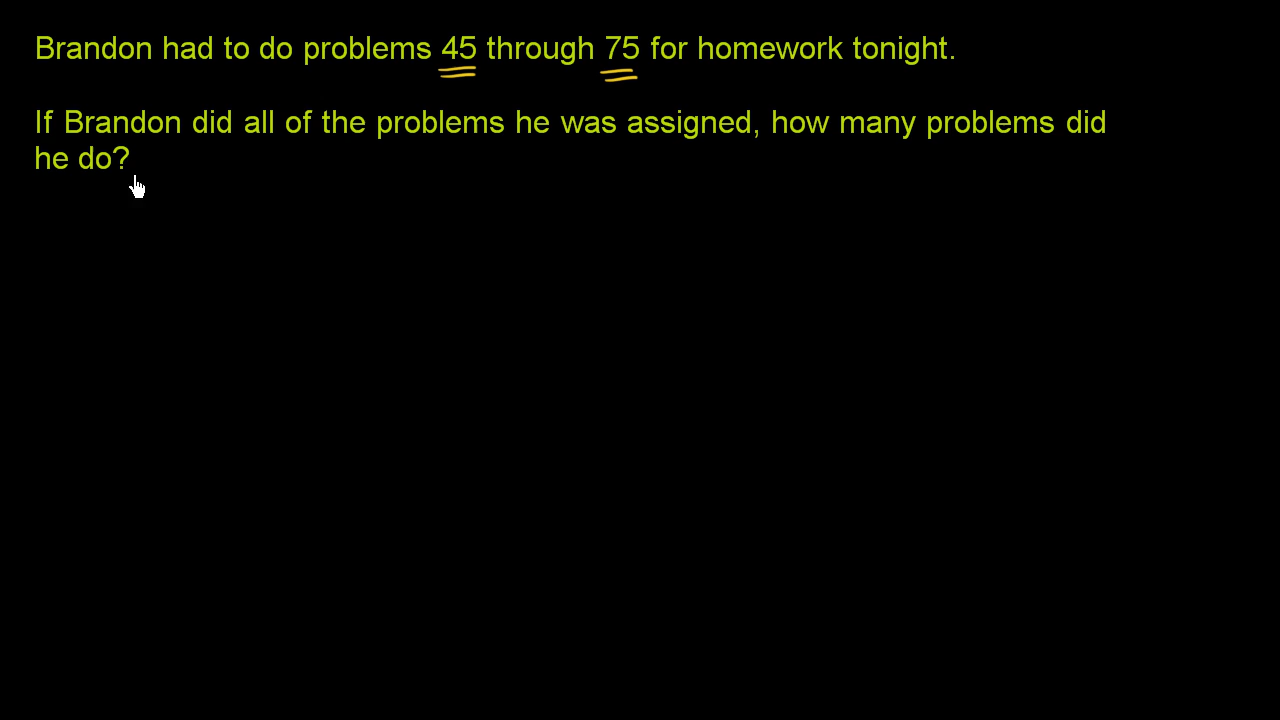 Brandon had to do problems 45 through 75 for homework tonight.
If Brandon did all of the problems he was assigned, how many problems did
he do?